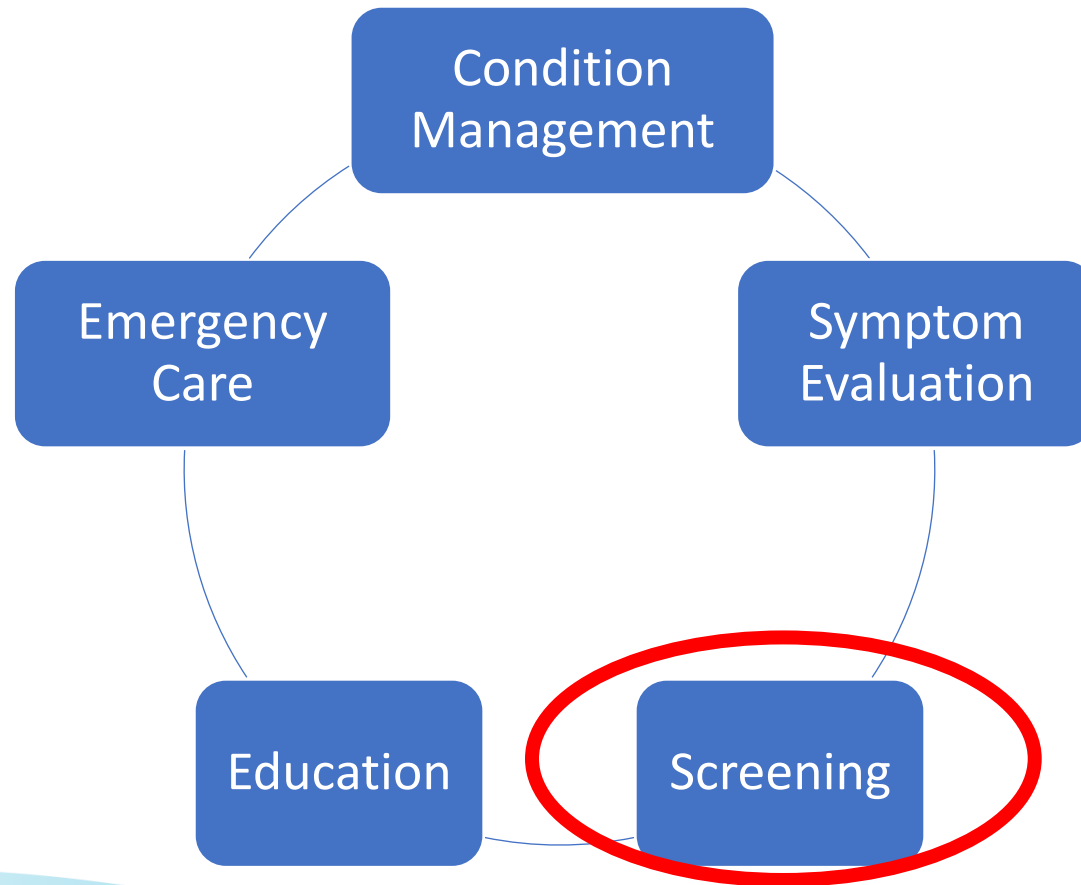 Condition
Management
Emergency
Care
Symptom
Evaluation
Education
Screening